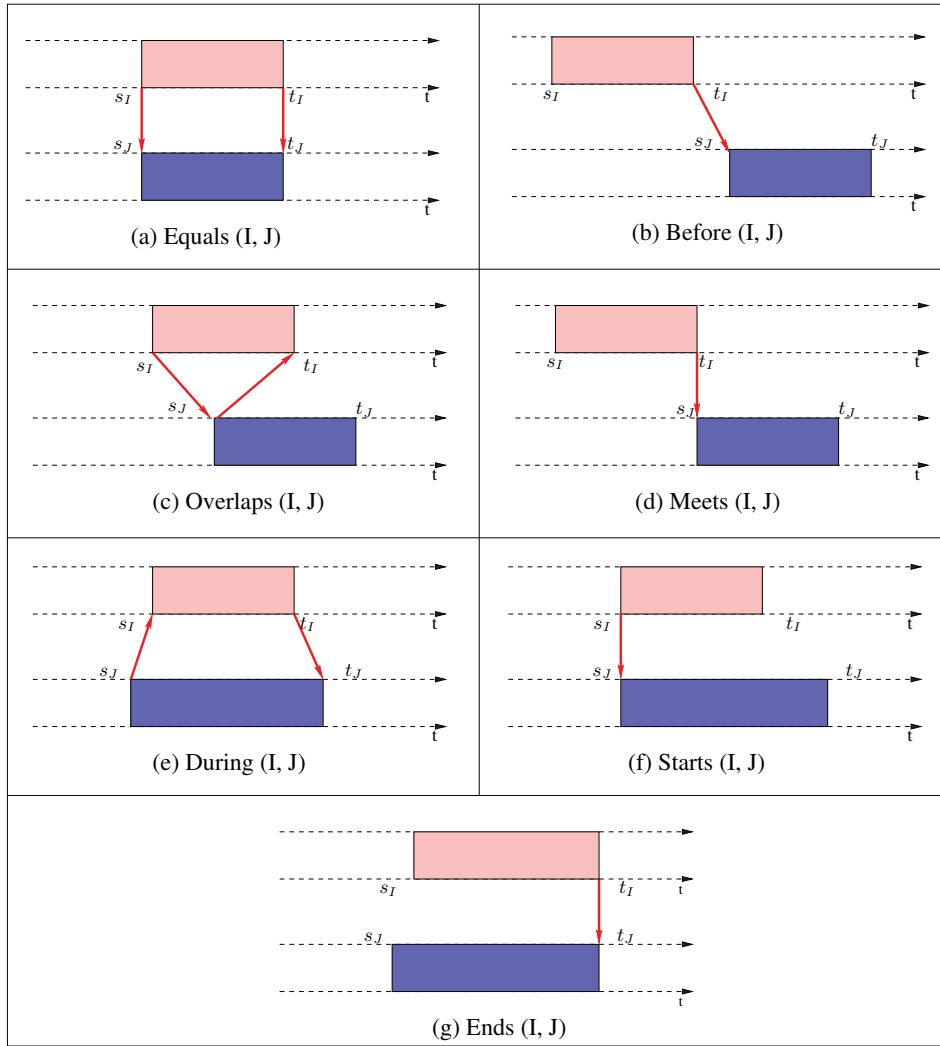 s_I t_I t
s_J t_J
t
(a) Equals (I, J)
s_I t_I t
s_J t_J
t
(b) Before (I, J)
s_I t_I t
s_J t_J
t
(c) Overlaps (I, J)
s_I t_I t
s_J t_J
t
(d) Meets (I, J)
s_I t_I t
s_J t_J
t
(e) During (I, J)
s_I t_I t
s_J t_J
t
(f) Starts (I, J)
s_I t_I t
s_J t_J
t
(g) Ends (I, J)